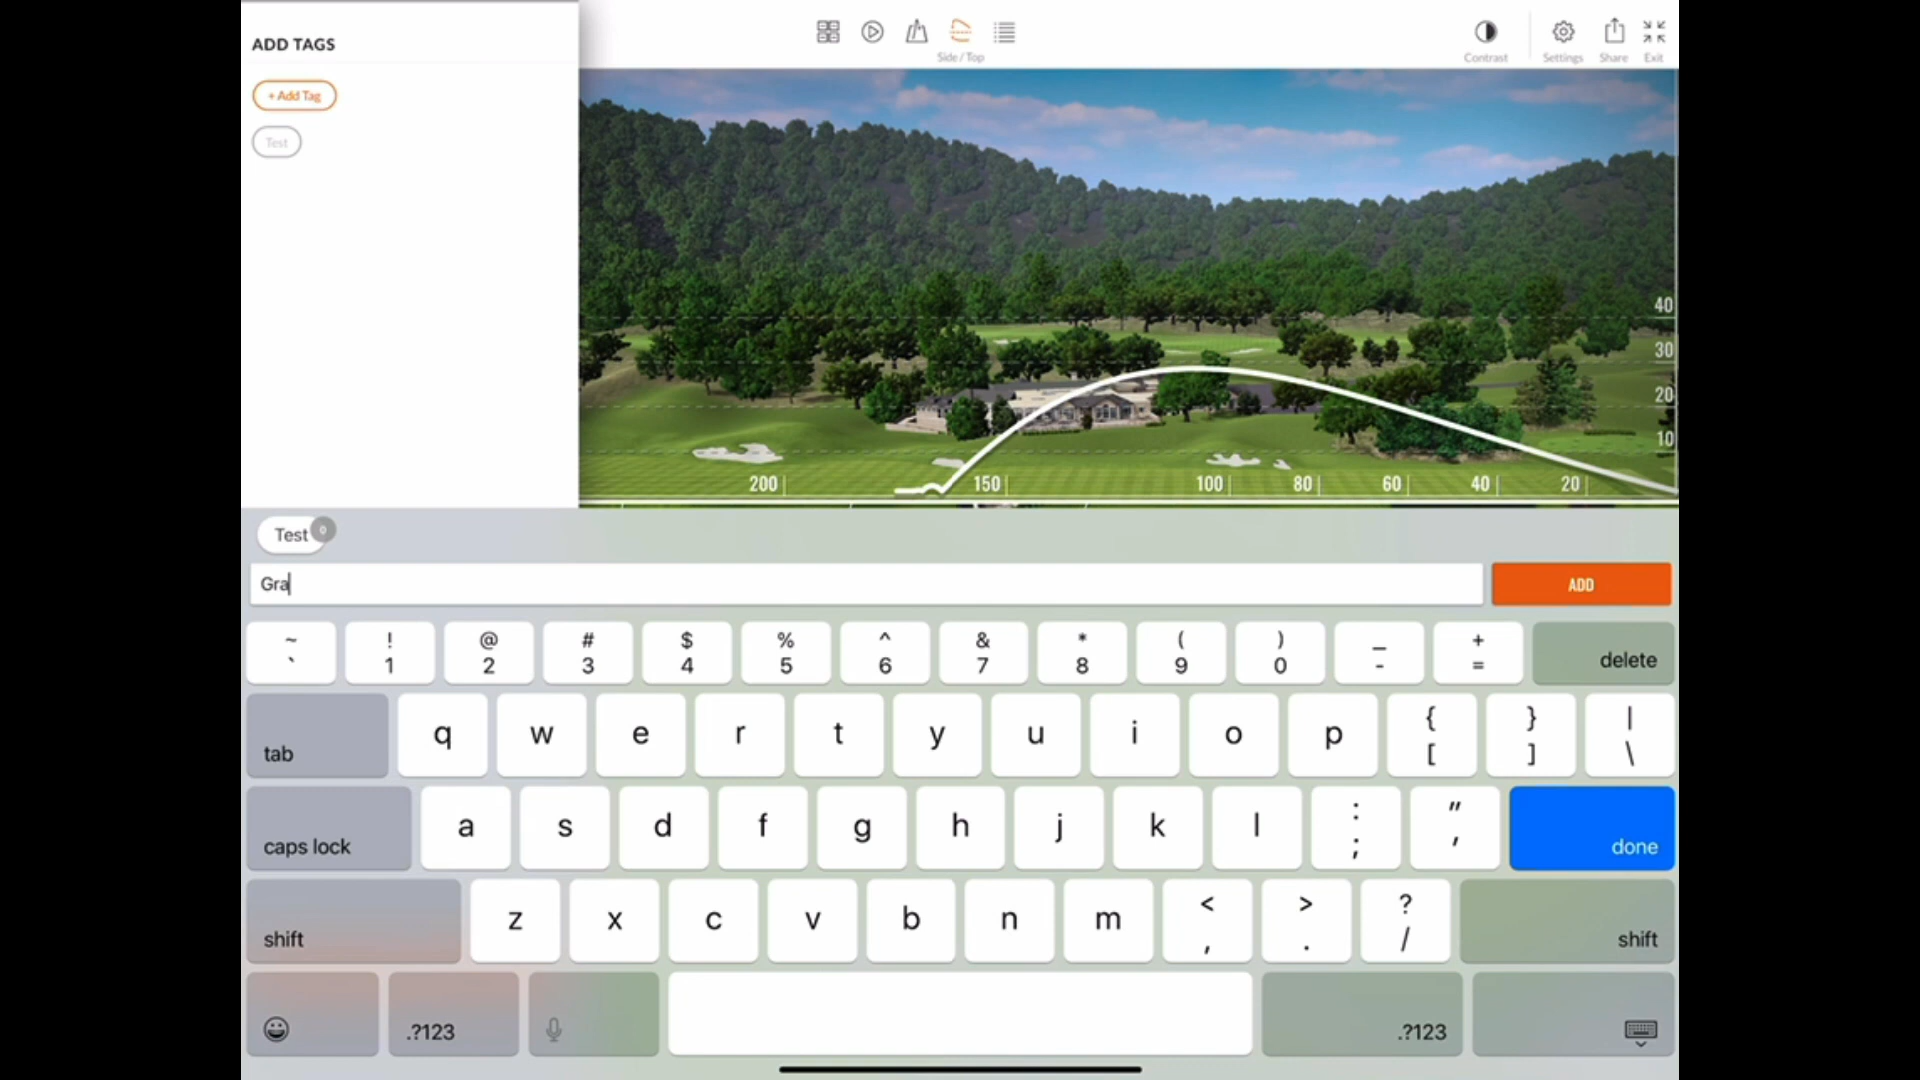 ADD TAGS
+ Add Tag
Test
Side / Top
Contrast
Settings
Share
Exit
40
30
20
10
200
150
100
80
60
40
20
Test 0
Gra
ADD
~ ! @ # $ % ^ & * ( ) _ +
` 1 2 3 4 5 6 7 8 9 0 - = delete
tab q w e r t y u i o p { [ } ] | \
caps lock a s d f g h j k l : ; " ' done
shift z x c v b n m < , > . ? / shift
.?123 .?123